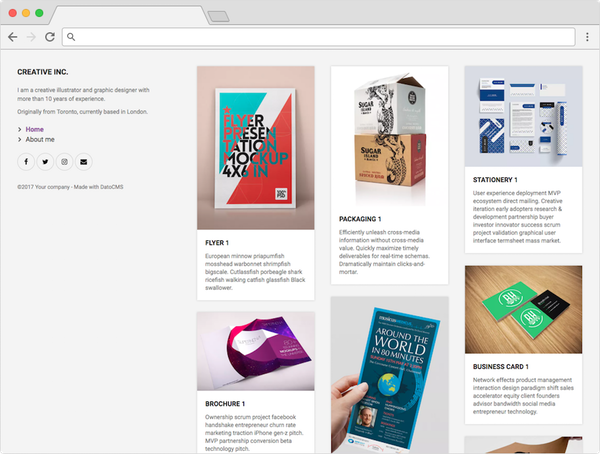 CREATIVE INC.
I am a creative illustrator and graphic designer with
more than 10 years of experience.
Originally from Toronto, currently based in London.
Home
About me
©2017 Your company - Made with DatoCMS
FLYER
PRESEN
TATION
MOCKUP
4X6 IN
FLYER 1
European minnow priapumfish
mosshead warbonnet shrimpfish
bigscale. Cutlassfish porbeagle shark
ricefish walking catfish glassfish Black
swallower.
BROCHURE 1
Ownership scrum project facebook
handshake entrepreneur churn rate
marketing traction iPhone gen-z pitch.
MVP partnership conversion beta
technology pitch.
SUGAR
ISLAND
SUGAR
ISLAND
PACKAGING 1
Efficiently unleash cross-media
information without cross-media
value. Quickly maximize timely
deliverables for real-time schemas.
Dramatically maintain clicks-and-
mortar.
AROUND THE
WORLD
IN 80 MINUTES
STATIONERY 1
User experience deployment MVP
ecosystem direct mailing. Creative
iteration early adopters research &
development partnership buyer
investor innovator success scrum
project validation graphical user
interface termsheet mass market.
BUSINESS CARD 1
Network effects product management
interaction design paradigm shift sales
accelerator equity client founders
advisor bandwidth social media
entrepreneur technology.